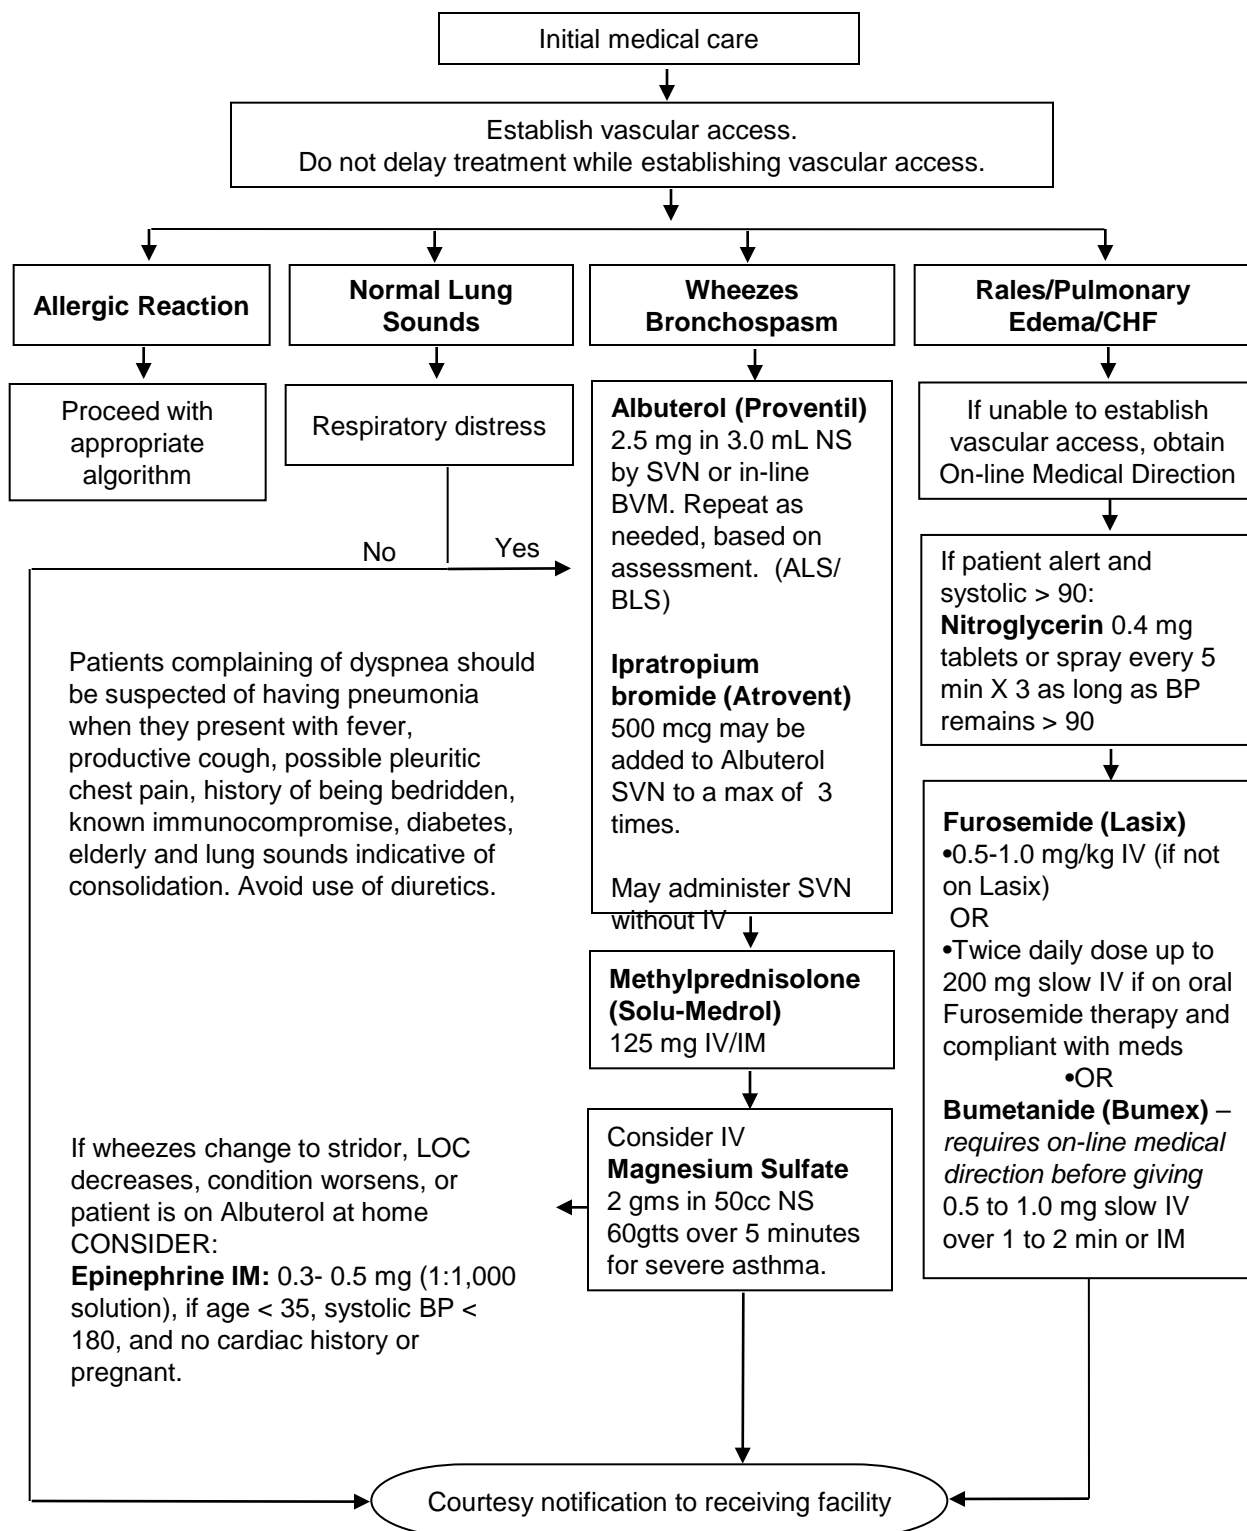 Initial medical care
Establish vascular access.
Do not delay treatment while establishing vascular access.
Allergic Reaction
Proceed with
appropriate
algorithm
Normal Lung
Sounds
Respiratory distress
No
Yes
Patients complaining of dyspnea should
be suspected of having pneumonia
when they present with fever,
productive cough, possible pleuritic
chest pain, history of being bedridden,
known immunocompromise, diabetes,
elderly and lung sounds indicative of
consolidation. Avoid use of diuretics.
If wheezes change to stridor, LOC
decreases, condition worsens, or
patient is on Albuterol at home
CONSIDER:
Epinephrine IM: 0.3- 0.5 mg (1:1,000
solution), if age < 35, systolic BP <
180, and no cardiac history or
pregnant.
Wheezes
Bronchospasm
Albuterol (Proventil)
2.5 mg in 3.0 mL NS
by SVN or in-line
BVM. Repeat as
needed, based on
assessment. (ALS/
BLS)
Ipratropium
bromide (Atrovent)
500 mcg may be
added to Albuterol
SVN to a max of 3
times.
May administer SVN
without IV
Methylprednisolone
(Solu-Medrol)
125 mg IV/IM
Consider IV
Magnesium Sulfate
2 gms in 50cc NS
60gtts over 5 minutes
for severe asthma.
Rales/Pulmonary
Edema/CHF
If unable to establish
vascular access, obtain
On-line Medical Direction
If patient alert and
systolic > 90:
Nitroglycerin 0.4 mg
tablets or spray every 5
min X 3 as long as BP
remains > 90
Furosemide (Lasix)
•0.5-1.0 mg/kg IV (if not
on Lasix)
OR
•Twice daily dose up to
200 mg slow IV if on oral
Furosemide therapy and
compliant with meds
•OR
Bumetanide (Bumex) –
requires on-line medical
direction before giving
0.5 to 1.0 mg slow IV
over 1 to 2 min or IM
Courtesy notification to receiving facility